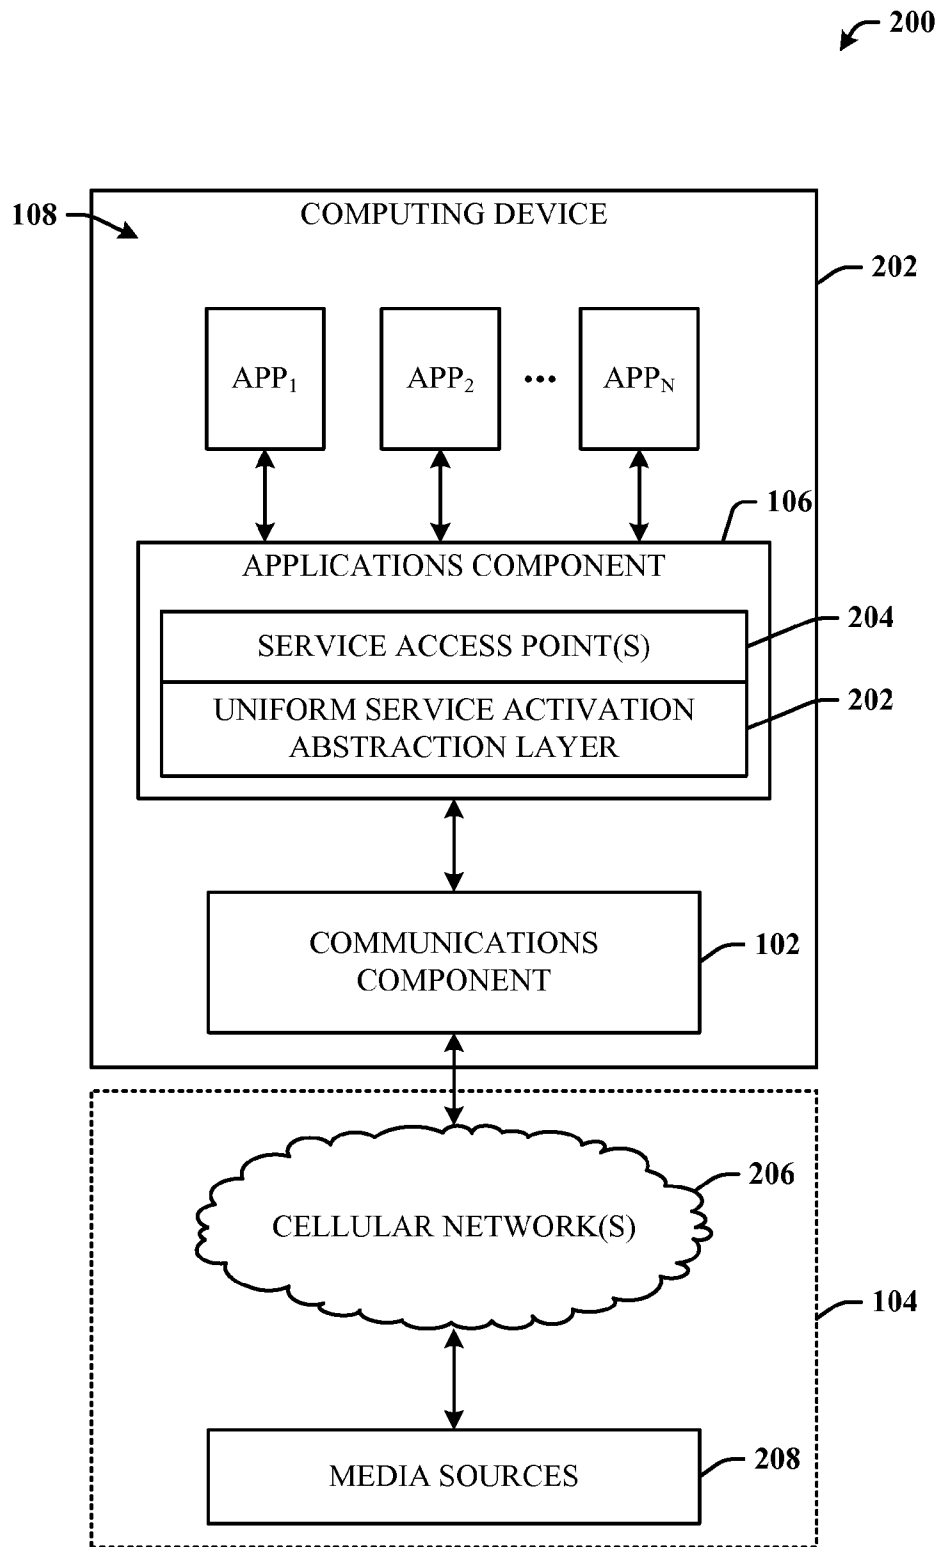 200
108
COMPUTING DEVICE
202
APP1
APP2
...
APPN
106
APPLICATIONS COMPONENT
SERVICE ACCESS POINT(S)
204
UNIFORM SERVICE ACTIVATION
ABSTRACTION LAYER
202
COMMUNICATIONS
COMPONENT
102
206
CELLULAR NETWORK(S)
104
MEDIA SOURCES
208